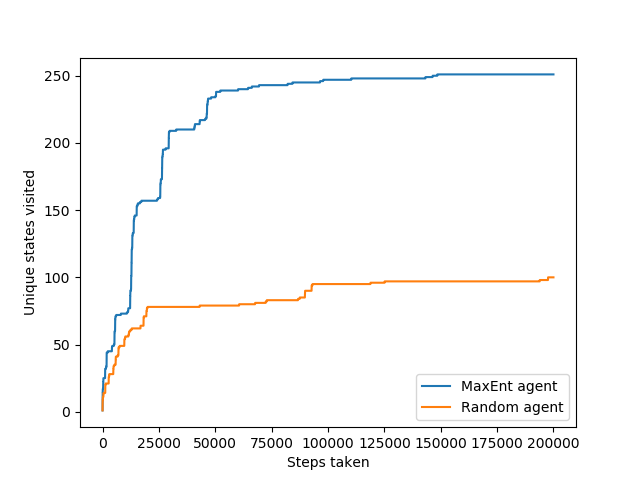 Unique states visited
250
200
150
100
50
0
MaxEnt agent
Random agent
0 25000 50000 75000 100000 125000 150000 175000 200000
Steps taken